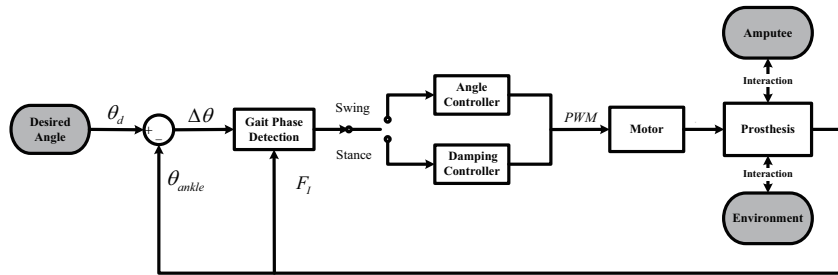 Amputee
Interaction
Desired
Angle
θd
+
−
Δθ
Gait Phase
Detection
Swing
Stance
Angle
Controller
Damping
Controller
PWM
Motor
Prosthesis
θankle
FI
Interaction
Environment